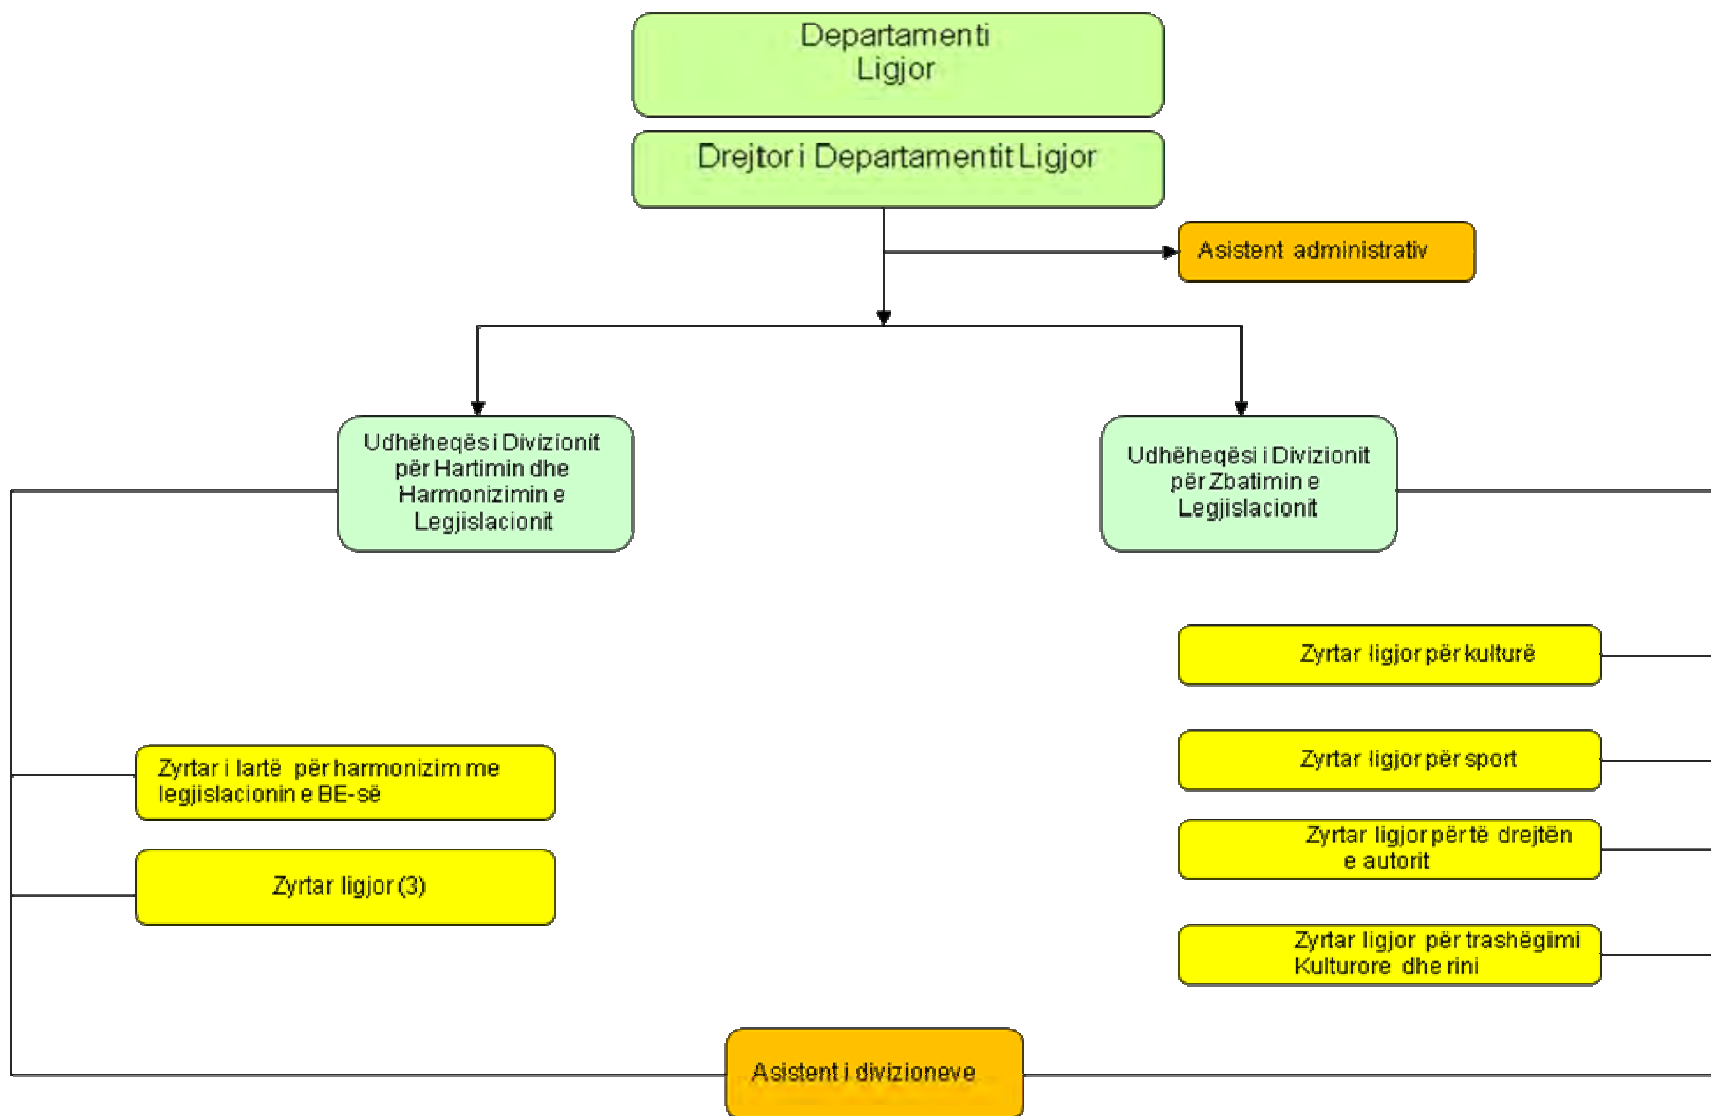 Departamenti
Ligjor
Drejtor i Departamentit Ligjor
Asistent administrativ
Udhëheqës i Divizionit
për Hartimin dhe
Harmonizimin e
Legjislacionit
Udhëheqësi i Divizionit
për Zbatimin e
Legjislacionit
Zyrtar ligjor për kulturë
Zyrtar i lartë për harmonizim me
legjislacionin e BE-së
Zyrtar ligjor për sport
Zyrtar ligjor për të drejtën
e autorit
Zyrtar ligjor (3)
Zyrtar ligjor për trashëgimi
Kulturore dhe rini
Asistent i divizioneve